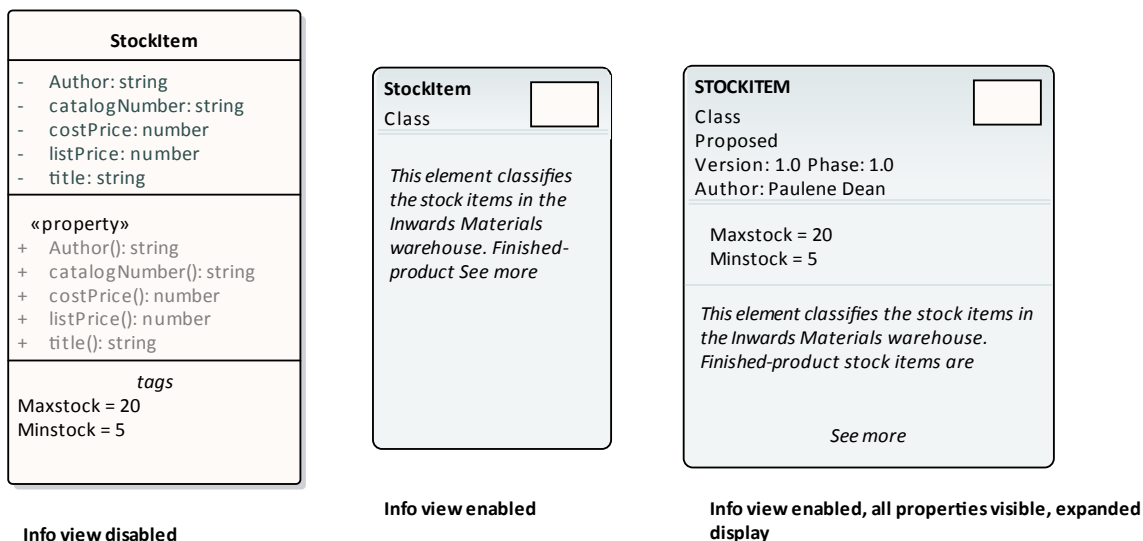 StockItem
- Author: string
- catalogNumber: string
- costPrice: number
- listPrice: number
- title: string
«property»
+ Author(): string
+ catalogNumber(): string
+ costPrice(): number
+ listPrice(): number
+ title(): string
tags
Maxstock = 20
Minstock = 5
Info view disabled
StockItem
Class
This element classifies
the stock items in the
Inwards Materials
warehouse. Finished-
product See more
Info view enabled
STOCKITEM
Class
Proposed
Version: 1.0 Phase: 1.0
Author: Paulene Dean
Maxstock = 20
Minstock = 5
This element classifies the stock items in
the Inwards Materials warehouse.
Finished-product stock items are
See more
Info view enabled, all properties visible, expanded
display